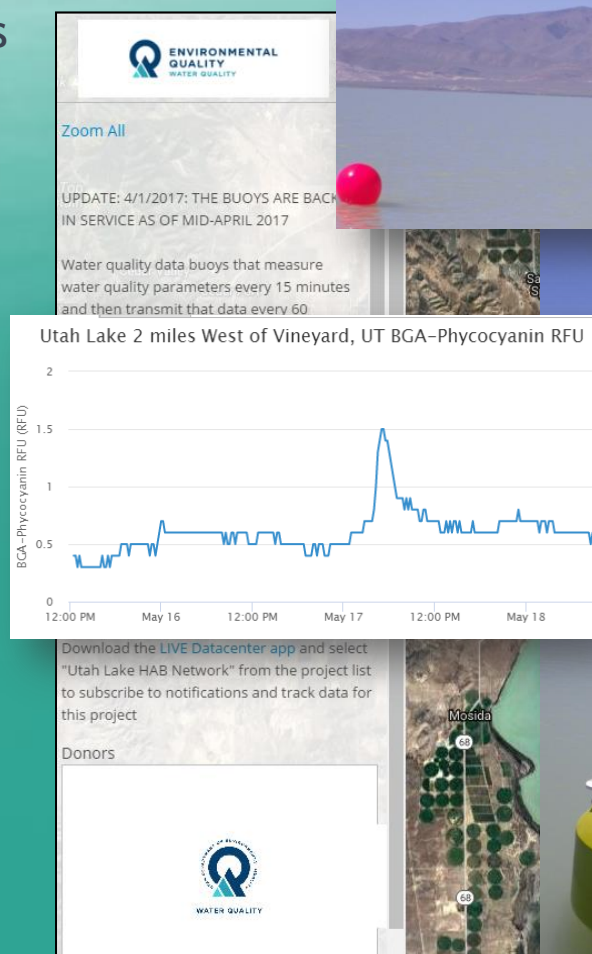 s
ENVIRONMENTAL
QUALITY
WATER QUALITY
Zoom All
UPDATE: 4/1/2017: THE BUOYS ARE BACK
IN SERVICE AS OF MID-APRIL 2017
Water quality data buoys that measure
water quality parameters every 15 minutes
and then transmit that data every 60
Sa
S
Utah Lake 2 miles West of Vineyard, UT BGA-Phycocyanin RFU
BGA-Phycocyanin RFU (RFU)
2
1.5
1
0.5
0
12:00 PM May 16 12:00 PM May 17 12:00 PM May 18
Download the LIVE Datacenter app and select
"Utah Lake HAB Network" from the project list
to subscribe to notifications and track data for
this project
Donors
WATER QUALITY
Mosida
68
68